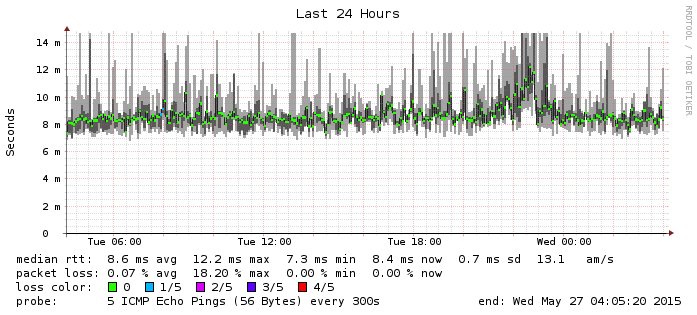 Last 24 Hours
RRDTOOL / TOBI OETIKER
Seconds
14 m
12 m
10 m
8 m
6 m
4 m
2 m
0
Tue 06:00 Tue 12:00 Tue 18:00 Wed 00:00
median rtt: 8.6 ms avg 12.2 ms max 7.3 ms min 8.4 ms now 0.7 ms sd 13.1 am/s
packet loss: 0.07 % avg 18.20 % max 0.00 % min 0.00 % now
loss color: 0 1/5 2/5 3/5 4/5
probe: 5 ICMP Echo Pings (56 Bytes) every 300s end: Wed May 27 04:05:20 2015